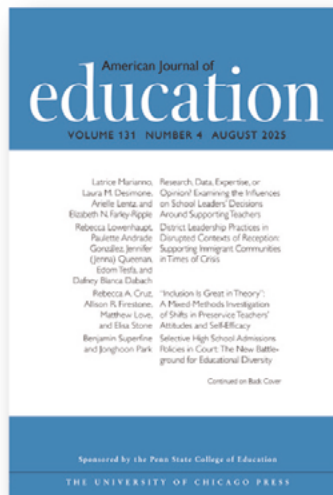 American Journal of
education
VOLUME 131 NUMBER 4 AUGUST 2025
Latrice Marianno, Research, Data, Expertise, or
Laura M. Desimone, Opinion? Examining the Influences
Arielle Lentz, and on School Leaders' Decisions
Elizabeth N. Farley-Ripple Around Supporting Teachers
Rebecca Lowenhaupt, District Leadership Practices in
Paulette Andrade Disrupted Contexts of Reception:
González, Jennifer Supporting Immigrant Communities
(Jenna) Queenan, in Times of Crisis
Edom Tesfa, and
Dafney Blanca Dabach
Rebecca A. Cruz, "Inclusion Is Great in Theory":
Allison R. Firestone, A Mixed Methods Investigation
Matthew Love, of Shifts in Preservice Teachers'
and Elisa Stone Attitudes and Self-Efficacy
Benjamin Superfine Selective High School Admissions
and Jonghoon Park Policies in Court: The New Battle-
ground for Educational Diversity
Continued on Back Cover
Sponsored by the Penn State College of Education
THE UNIVERSITY OF CHICAGO PRESS